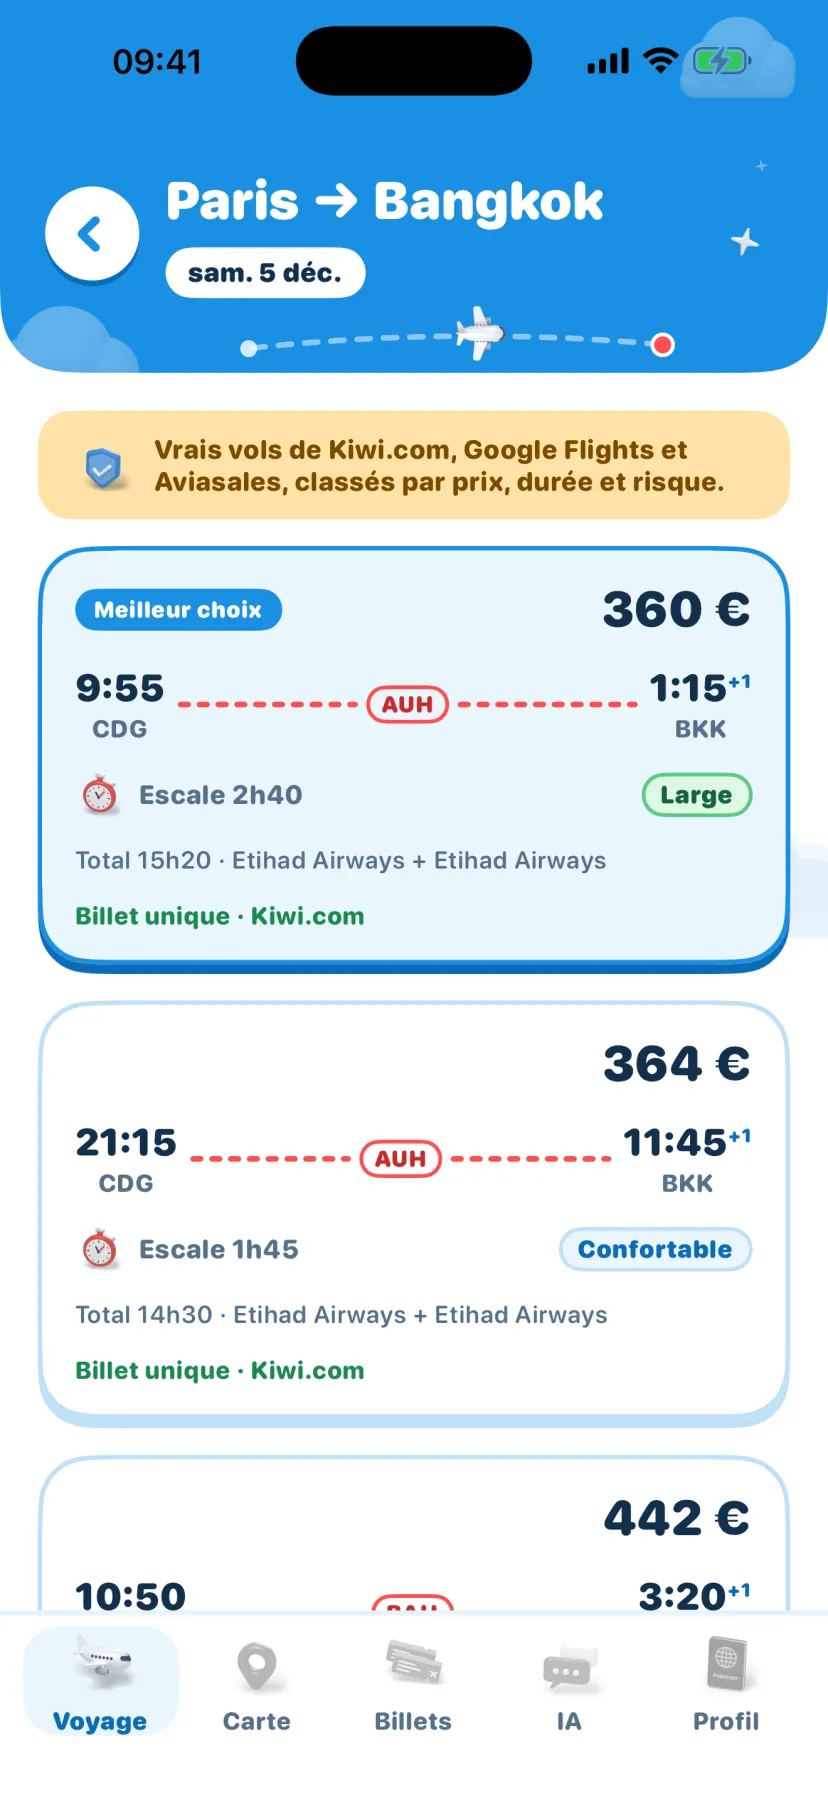 09:41
Paris → Bangkok
sam. 5 déc.
Vrais vols de Kiwi.com, Google Flights et
Aviasales, classés par prix, durée et risque.
Meilleur choix
360 €
9:55
AUH
1:15+1
CDG
BKK
Escale 2h40
Large
Total 15h20 · Etihad Airways + Etihad Airways
Billet unique · Kiwi.com
364 €
21:15
AUH
11:45+1
CDG
BKK
Escale 1h45
Confortable
Total 14h30 · Etihad Airways + Etihad Airways
Billet unique · Kiwi.com
442 €
10:50
3:20+1
PASSPORT
Voyage
Carte
Billets
IA
Profil